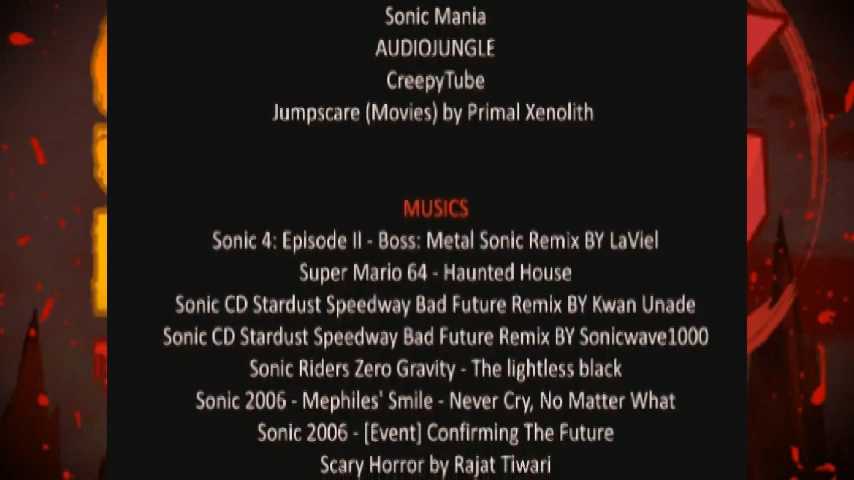 Sonic Mania
AUDIOJUNGLE
CreepyTube
Jumpscare (Movies) by Primal Xenolith
MUSICS
Sonic 4: Episode II - Boss: Metal Sonic Remix BY LaViel
Super Mario 64 - Haunted House
Sonic CD Stardust Speedway Bad Future Remix BY Kwan Unade
Sonic CD Stardust Speedway Bad Future Remix BY Sonicwave1000
Sonic Riders Zero Gravity - The lightless black
Sonic 2006 - Mephiles' Smile - Never Cry, No Matter What
Sonic 2006 - [Event] Confirming The Future
Scary Horror by Rajat Tiwari